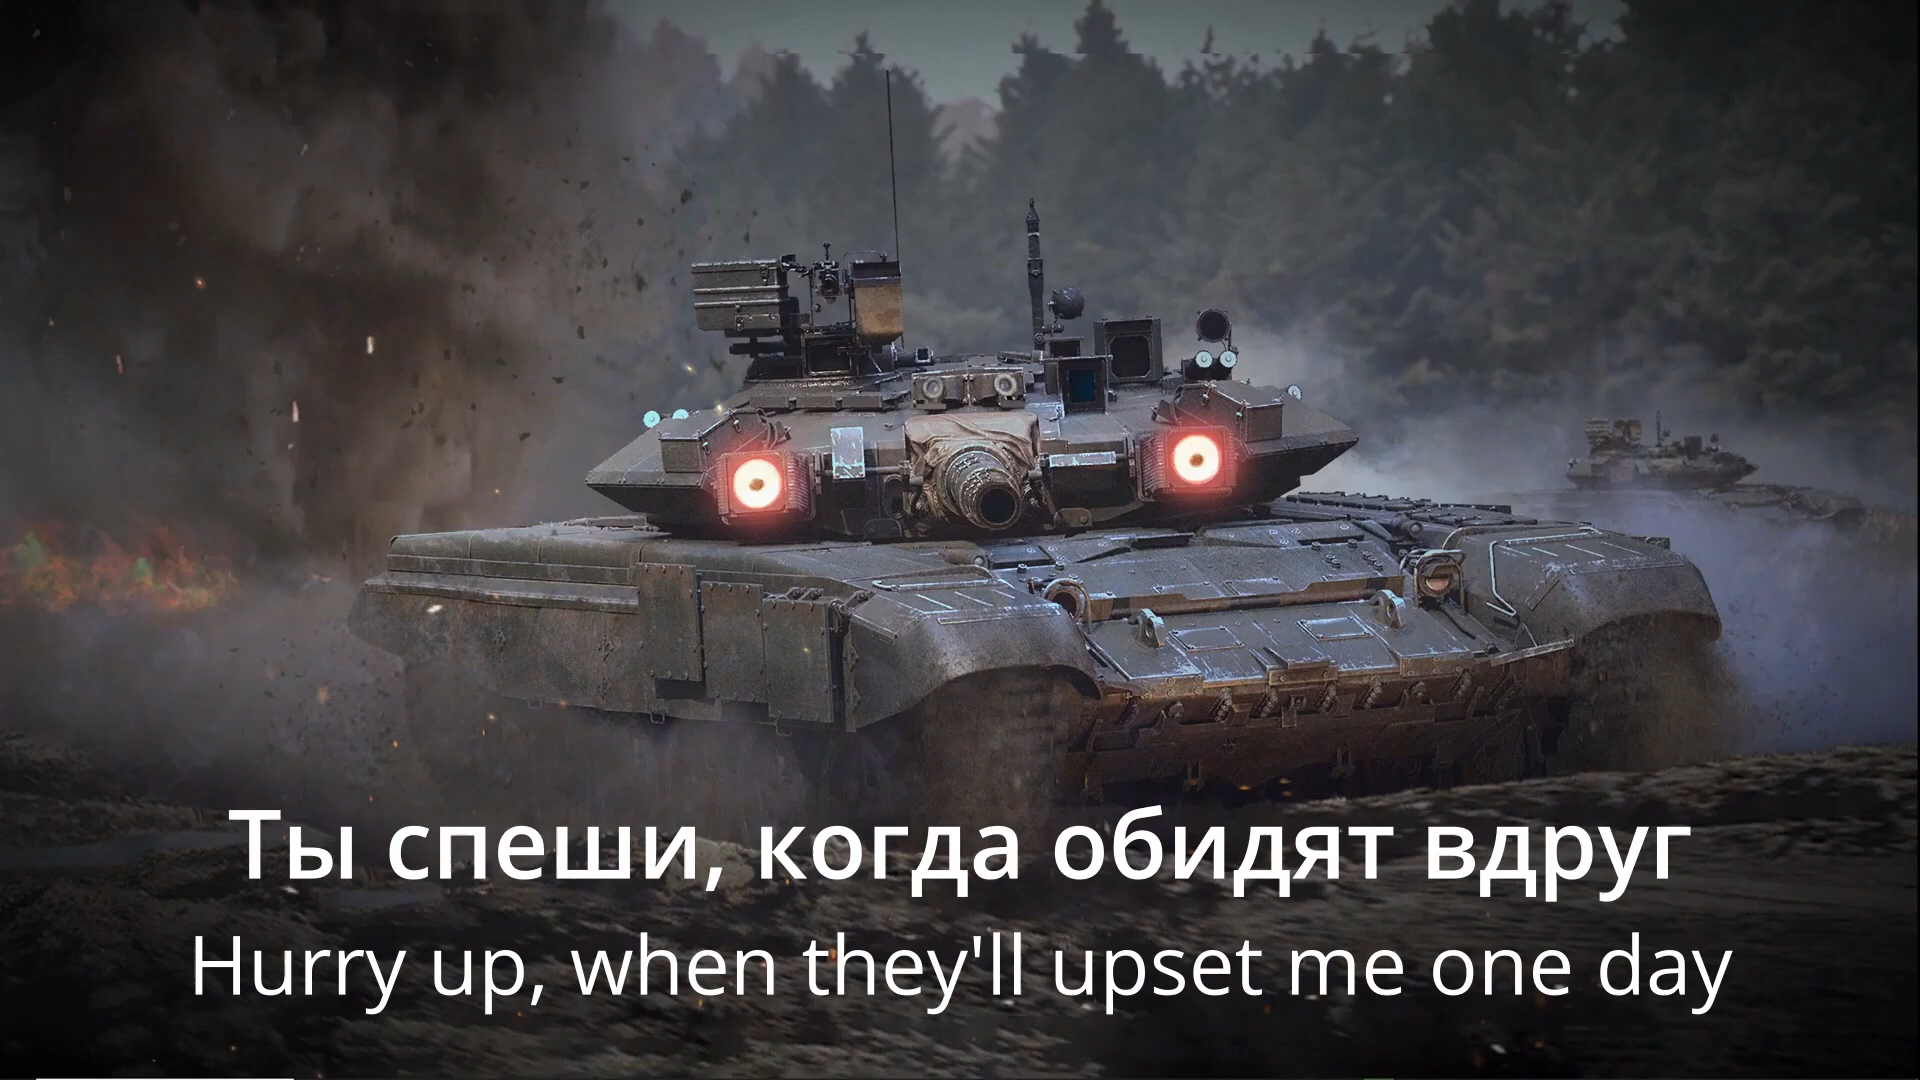 Ты спеши, когда обидят вдруг
Hurry up, when they'll upset me one day